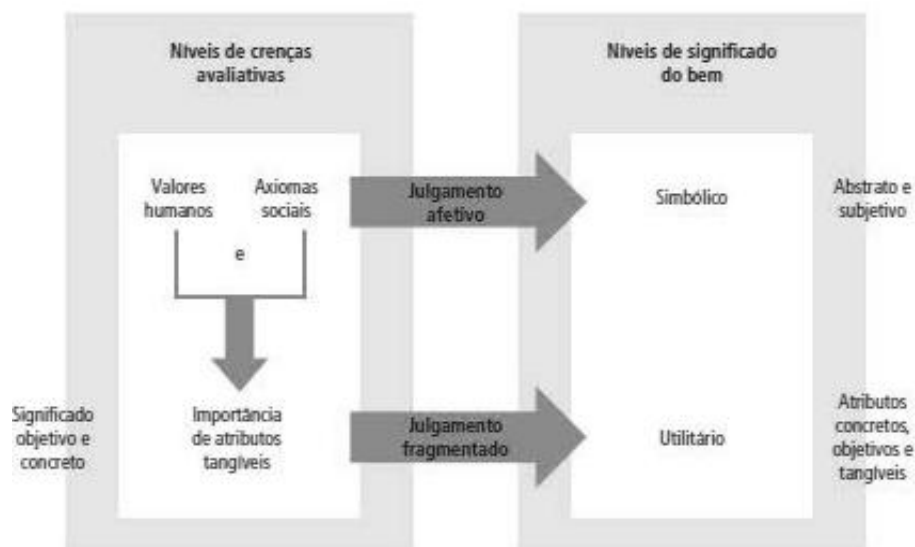 Níveis de crenças
avaliativas
Níveis de significado
do bem
Valores
humanos
Axiomas
sociais
e
Julgamento
afetivo
Simbólico
Abstrato e
subjetivo
Significado
objetivo e
concreto
Importância
de atributos
tangíveis
Julgamento
fragmentado
Utilitário
Atributos
concretos,
objetivos e
tangíveis